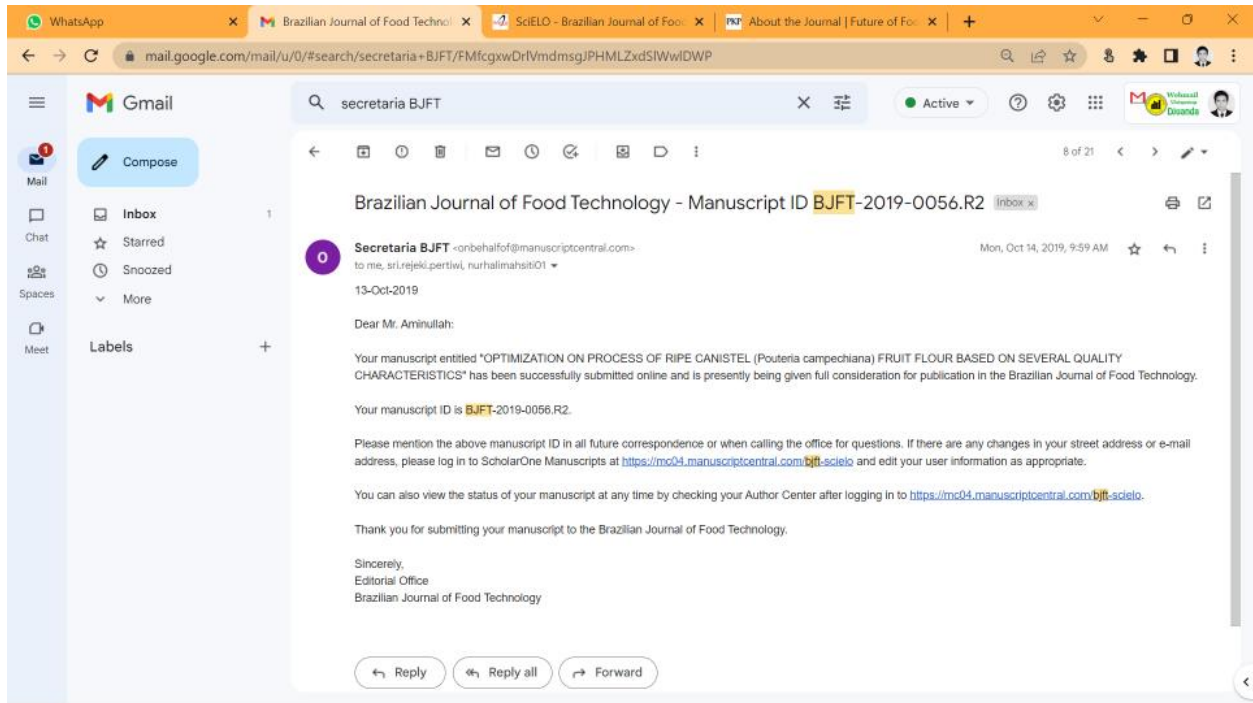 WhatsApp
Brazilian Journal of Food Technol
SciELO - Brazilian Journal of Foo
PKP About the Journal | Future of Foo
mail.google.com/mail/u/0/#search/secretaria+BJFT/FMfcgxwDrlVmdmsgJPHMLZxdSlWwlDWP
Gmail
secretaria BJFT
Active
Webmail
Djuanda
Compose
8 of 21
Mail
Chat
Spaces
Meet
Inbox 1
Starred
Snoozed
More
Labels
Brazilian Journal of Food Technology - Manuscript ID BJFT-2019-0056.R2 Inbox x
Secretaria BJFT <onbehalfof@manuscriptcentral.com> Mon, Oct 14, 2019, 9:59 AM
to me, sri.rejeki.pertiwi, nurhalimahsiti01
13-Oct-2019
Dear Mr. Aminullah:
Your manuscript entitled "OPTIMIZATION ON PROCESS OF RIPE CANISTEL (Pouteria campechiana) FRUIT FLOUR BASED ON SEVERAL QUALITY
CHARACTERISTICS" has been successfully submitted online and is presently being given full consideration for publication in the Brazilian Journal of Food Technology.
Your manuscript ID is BJFT-2019-0056.R2.
Please mention the above manuscript ID in all future correspondence or when calling the office for questions. If there are any changes in your street address or e-mail
address, please log in to ScholarOne Manuscripts at https://mc04.manuscriptcentral.com/bjft-scielo and edit your user information as appropriate.
You can also view the status of your manuscript at any time by checking your Author Center after logging in to https://mc04.manuscriptcentral.com/bjft-scielo.
Thank you for submitting your manuscript to the Brazilian Journal of Food Technology.
Sincerely,
Editorial Office
Brazilian Journal of Food Technology
Reply
Reply all
Forward